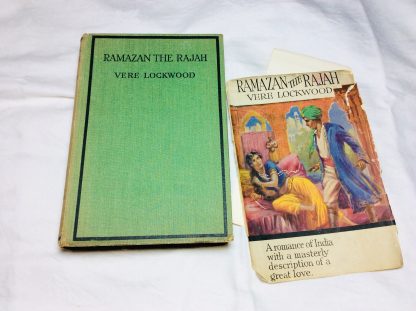 RAMAZAN THE RAJAH
VERE LOCKWOOD
RAMAZAN THE RAJAH
VERE LOCKWOOD
A romance of India
with a masterly
description of a
great love.